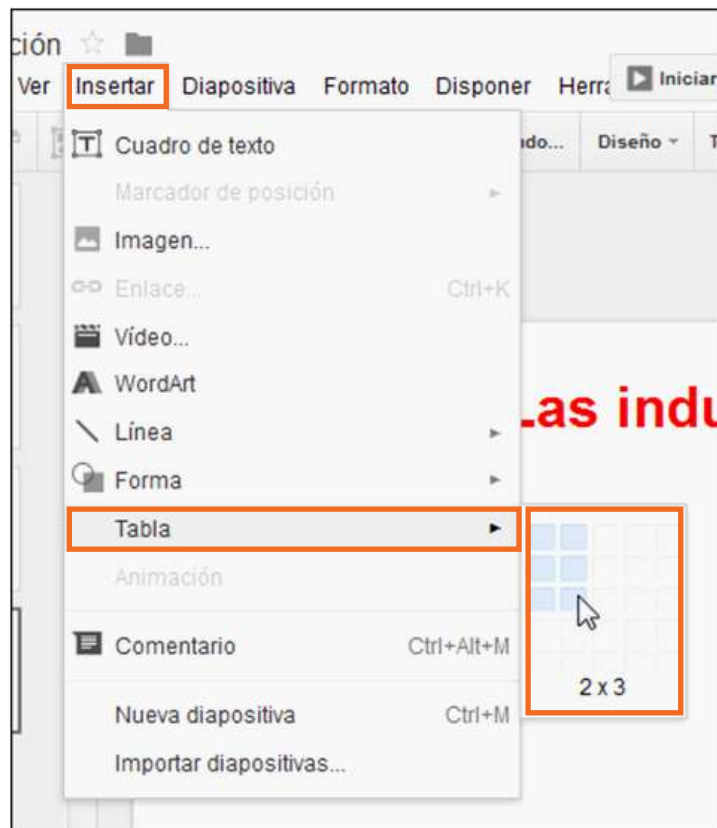 ción
Ver Insertar Diapositiva Formato Disponer Herra
Iniciar
Cuadro de texto
Diseño
Marcador de posición
Imagen...
Enlace... Ctrl+K
Vídeo...
WordArt
Las indu
Línea
Forma
Tabla
Animación
2 x 3
Comentario Ctrl+Alt+M
Nueva diapositiva Ctrl+M
Importar diapositivas...